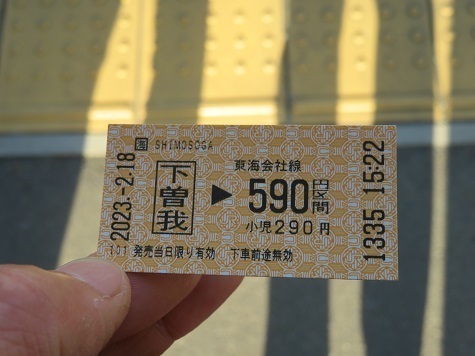 2023.-2.18
圏 SHIMOSOGA
下曽我
▶
東海会社線
590円区間
小児290円
101 発売当日限り有効 下車前途無効
1335 15:22